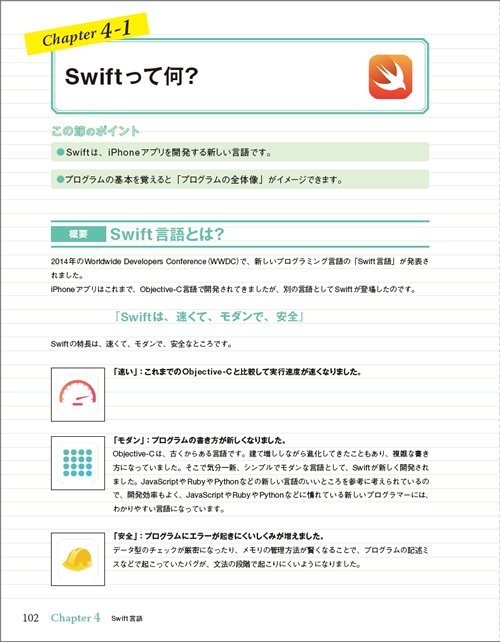 Chapter 4-1
Swiftって何？
この節のポイント
●Swiftは、iPhoneアプリを開発する新しい言語です。
●プログラムの基本を覚えると「プログラムの全体像」がイメージできます。
概要 Swift言語とは？
2014年のWorldwide Developers Conference（WWDC）で、新しいプログラミング言語の「Swift言語」が発表さ
れました。
iPhoneアプリはこれまで、Objective-C言語で開発されてきましたが、別の言語としてSwiftが登場したのです。
『Swiftは、速くて、モダンで、安全』
Swiftの特長は、速くて、モダンで、安全なところです。
「速い」：これまでのObjective-Cと比較して実行速度が速くなりました。
「モダン」：プログラムの書き方が新しくなりました。
Objective-Cは、古くからある言語です。建て増ししながら進化してきたこともあり、複雑な書き
方になっていました。そこで気分一新、シンプルでモダンな言語として、Swiftが新しく開発され
ました。JavaScriptやRubyやPythonなどの新しい言語のいいところを参考に考えられているの
で、開発効率もよく、JavaScriptやRubyやPythonなどに慣れている新しいプログラマーには、
わかりやすい言語になっています。
「安全」：プログラムにエラーが起きにくいしくみが増えました。
データ型のチェックが厳密になったり、メモリの管理方法が賢くなることで、プログラムの記述ミ
スなどで起こっていたバグが、文法の段階で起こりにくいようになりました。
102 Chapter 4 Swift言語